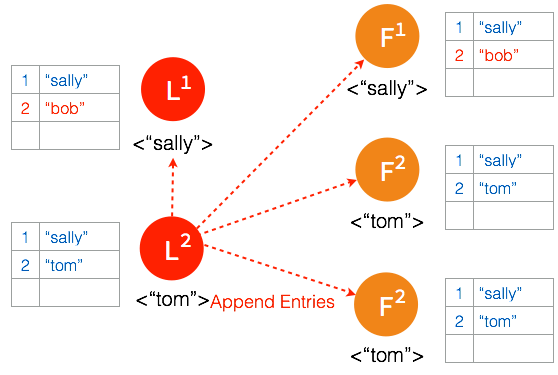 1 “sally”
2 “bob”
L1
<“sally”>
F1
<“sally”>
1 “sally”
2 “bob”
F2
<“tom”>
1 “sally”
2 “tom”
1 “sally”
2 “tom”
L2
<“tom”>
Append Entries
F2
<“tom”>
1 “sally”
2 “tom”